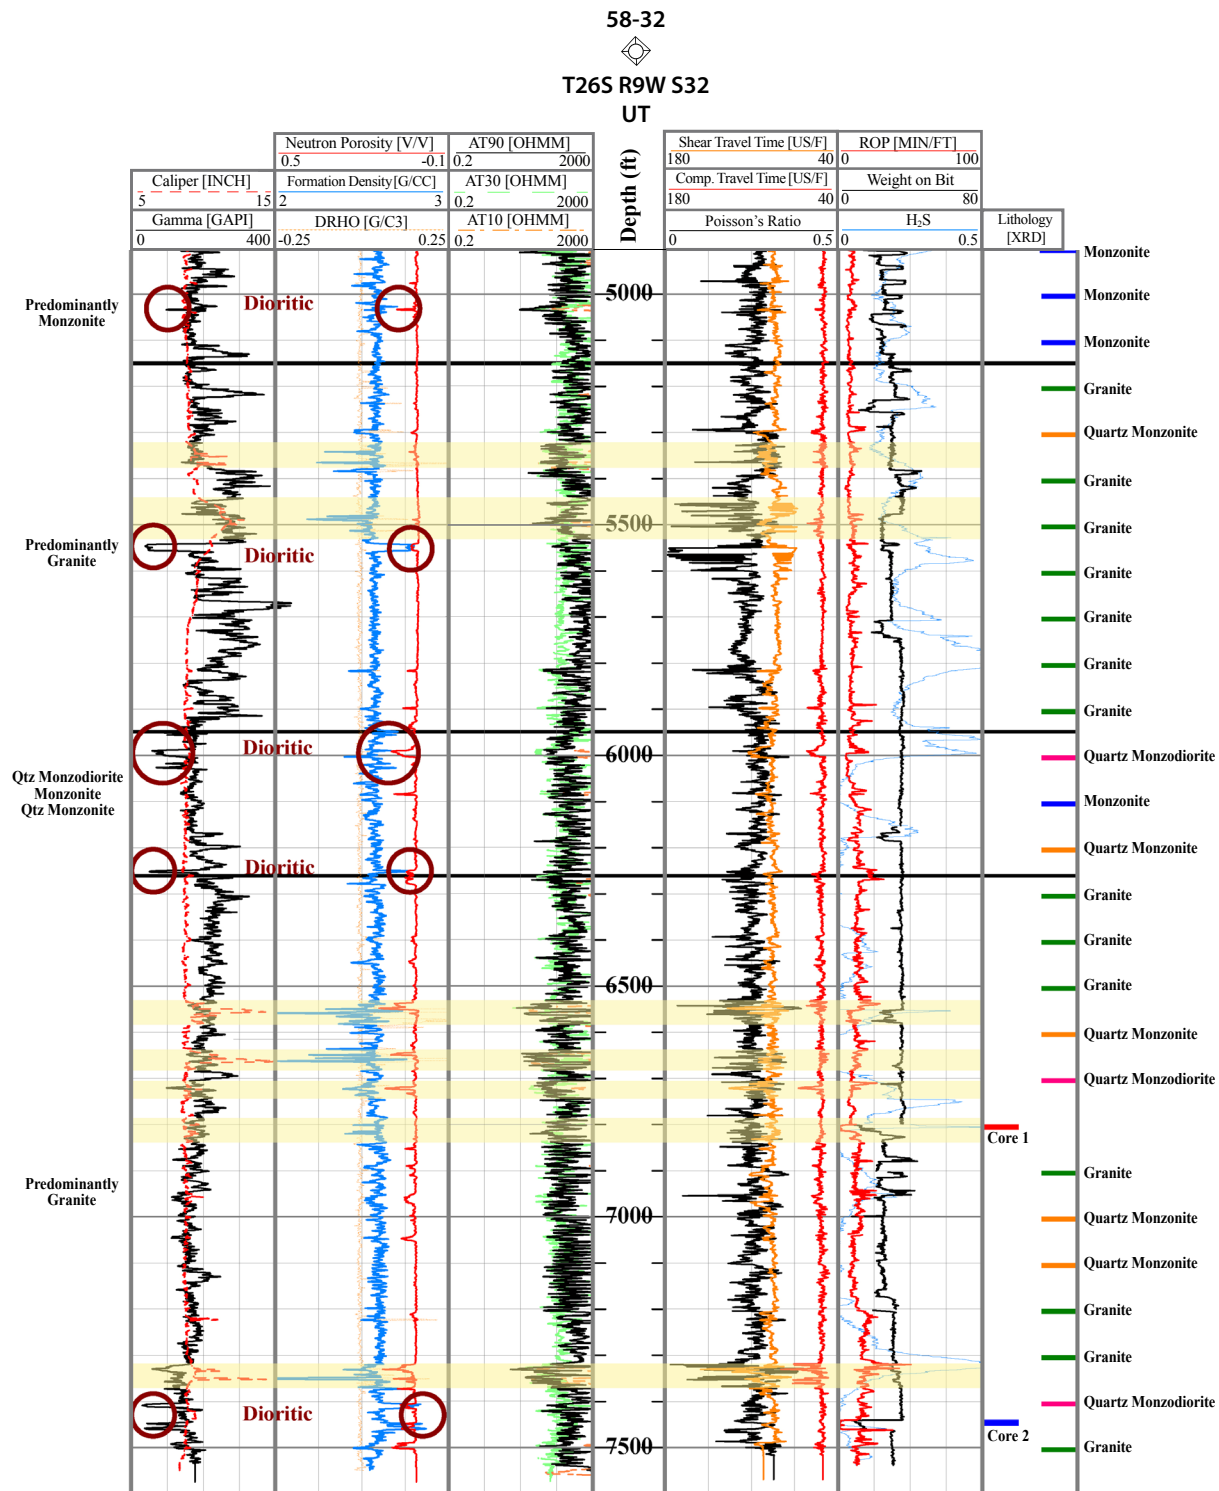 58-32
T26S R9W S32
UT
Neutron Porosity [V/V]
0.5 -0.1
AT90 [OHMM]
0.2 2000
Shear Travel Time [US/F]
180 40
ROP [MIN/FT]
0 100
Caliper [INCH]
5 15
Formation Density[G/CC]
2 3
AT30 [OHMM]
0.2 2000
Comp. Travel Time [US/F]
180 40
Weight on Bit
0 80
Gamma [GAPI]
0 400
DRHO [G/C3]
-0.25 0.25
AT10 [OHMM]
0.2 2000
Depth (ft)
Poisson's Ratio
0 0.5
H₂S
0 0.5
Lithology
[XRD]
Monzonite
5000
Monzonite
Predominantly
Monzonite
Dioritic
Monzonite
Granite
Quartz Monzonite
Granite
5500
Granite
Predominantly
Granite
Dioritic
Granite
Granite
Granite
Granite
Dioritic
6000
Quartz Monzodiorite
Qtz Monzodiorite
Monzonite
Qtz Monzonite
Monzonite
Quartz Monzonite
Dioritic
Granite
Granite
6500
Granite
Quartz Monzonite
Quartz Monzodiorite
Core 1
Predominantly
Granite
Granite
7000
Quartz Monzonite
Quartz Monzonite
Granite
Granite
Quartz Monzodiorite
Dioritic
Core 2
7500
Granite